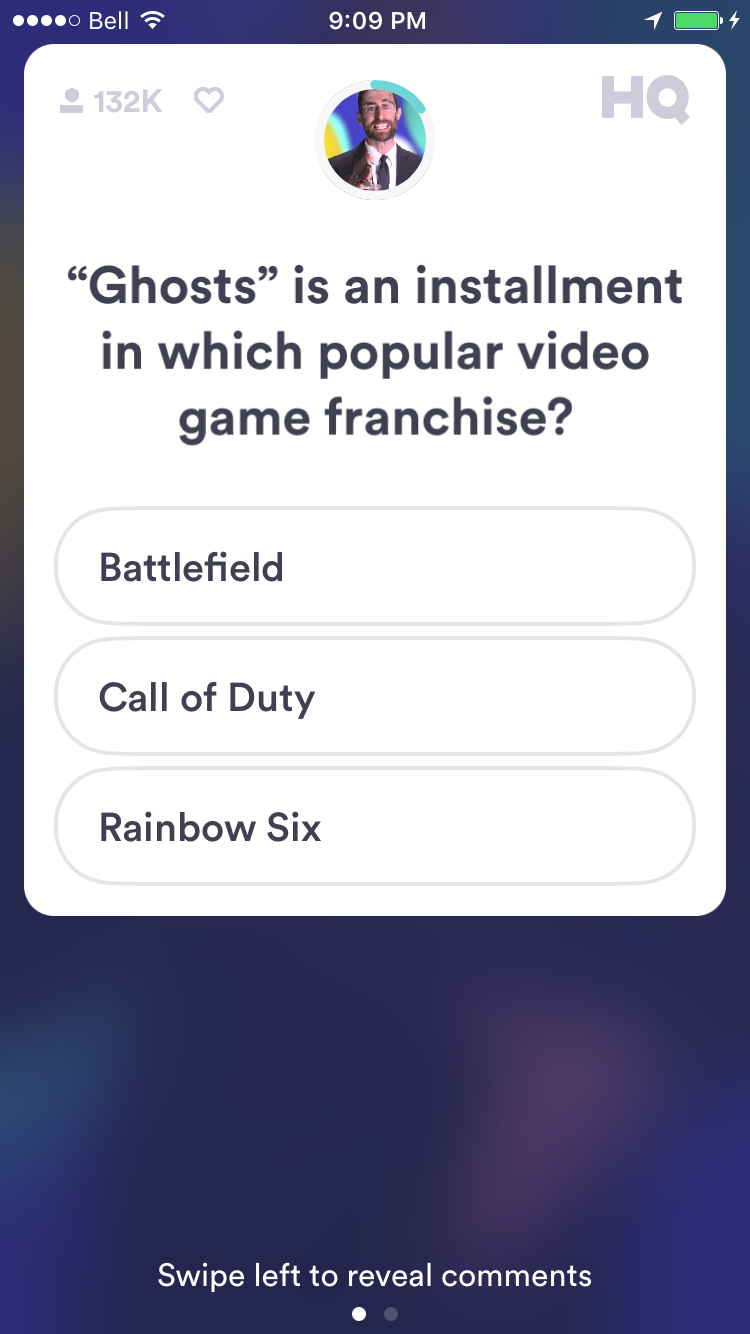 Bell 9:09 PM
132K HQ
“Ghosts” is an installment
in which popular video
game franchise?
Battlefield
Call of Duty
Rainbow Six
Swipe left to reveal comments